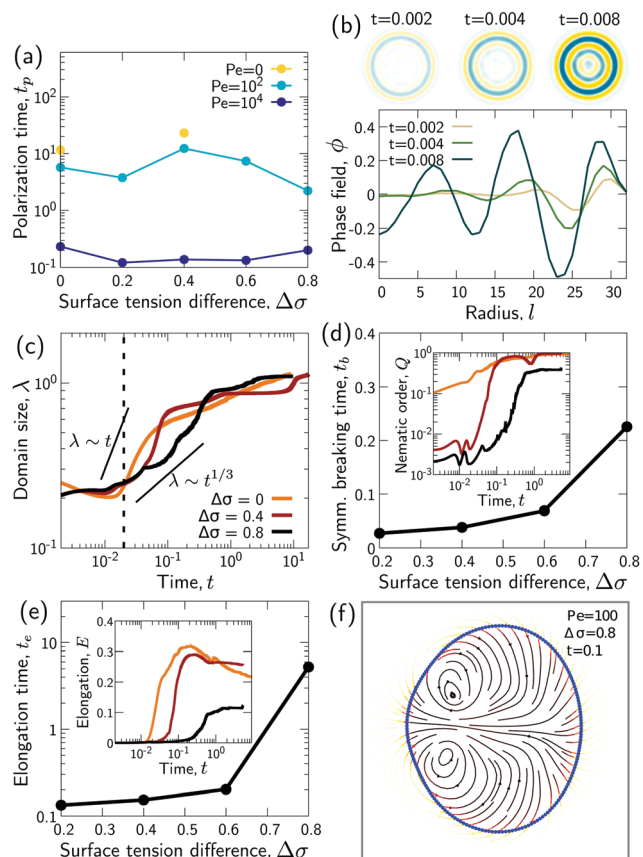 (a)
Polarization time, t_p
10^2
10^1
10^0
10^-1
Pe=0
Pe=10^2
Pe=10^4
0 0.2 0.4 0.6 0.8
Surface tension difference, Δσ
(b)
t=0.002 t=0.004 t=0.008
Phase field, ϕ
0.4
0.2
0
-0.2
-0.4
t=0.002
t=0.004
t=0.008
0 5 10 15 20 25 30
Radius, l
(c)
Domain size, λ
10^0
10^-1
λ ~ t
λ ~ t^1/3
Δσ = 0
Δσ = 0.4
Δσ = 0.8
10^-2 10^-1 10^0 10^1
Time, t
(d)
Symm. breaking time, t_b
0.4
0.3
0.2
0.1
0.0
Nematic order, Q
10^0
10^-1
10^-2
10^-3
10^-2 10^-1 10^0
Time, t
0.2 0.3 0.4 0.5 0.6 0.7 0.8
Surface tension difference, Δσ
(e)
Elongation time, t_e
10
1
0.1
Elongation, E
0.4
0.3
0.2
0.1
0
10^-2 10^-1 10^0
Time, t
0.2 0.3 0.4 0.5 0.6 0.7 0.8
Surface tension difference, Δσ
(f)
Pe=100
Δσ=0.8
t=0.1